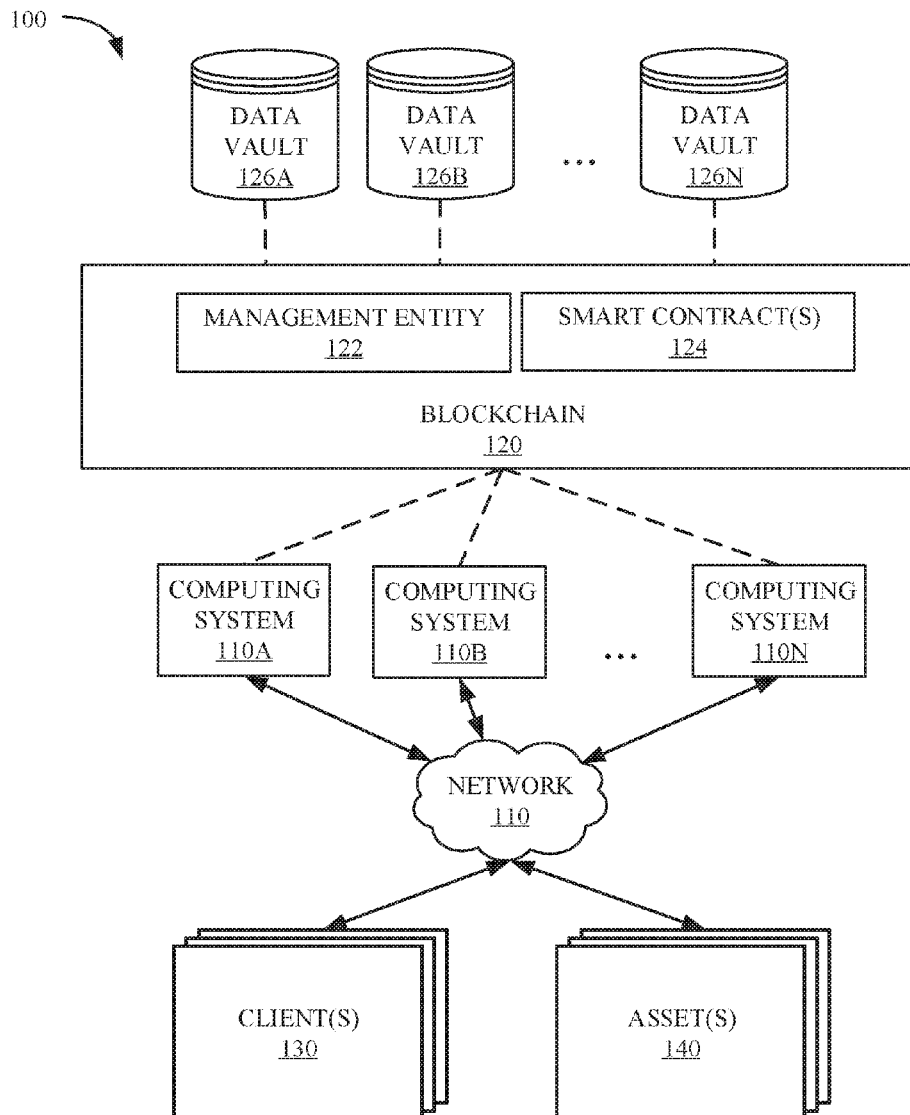 100
DATA
VAULT
126A
DATA
VAULT
126B
...
DATA
VAULT
126N
MANAGEMENT ENTITY
122
SMART CONTRACT(S)
124
BLOCKCHAIN
120
COMPUTING
SYSTEM
110A
COMPUTING
SYSTEM
110B
...
COMPUTING
SYSTEM
110N
NETWORK
110
CLIENT(S)
130
ASSET(S)
140